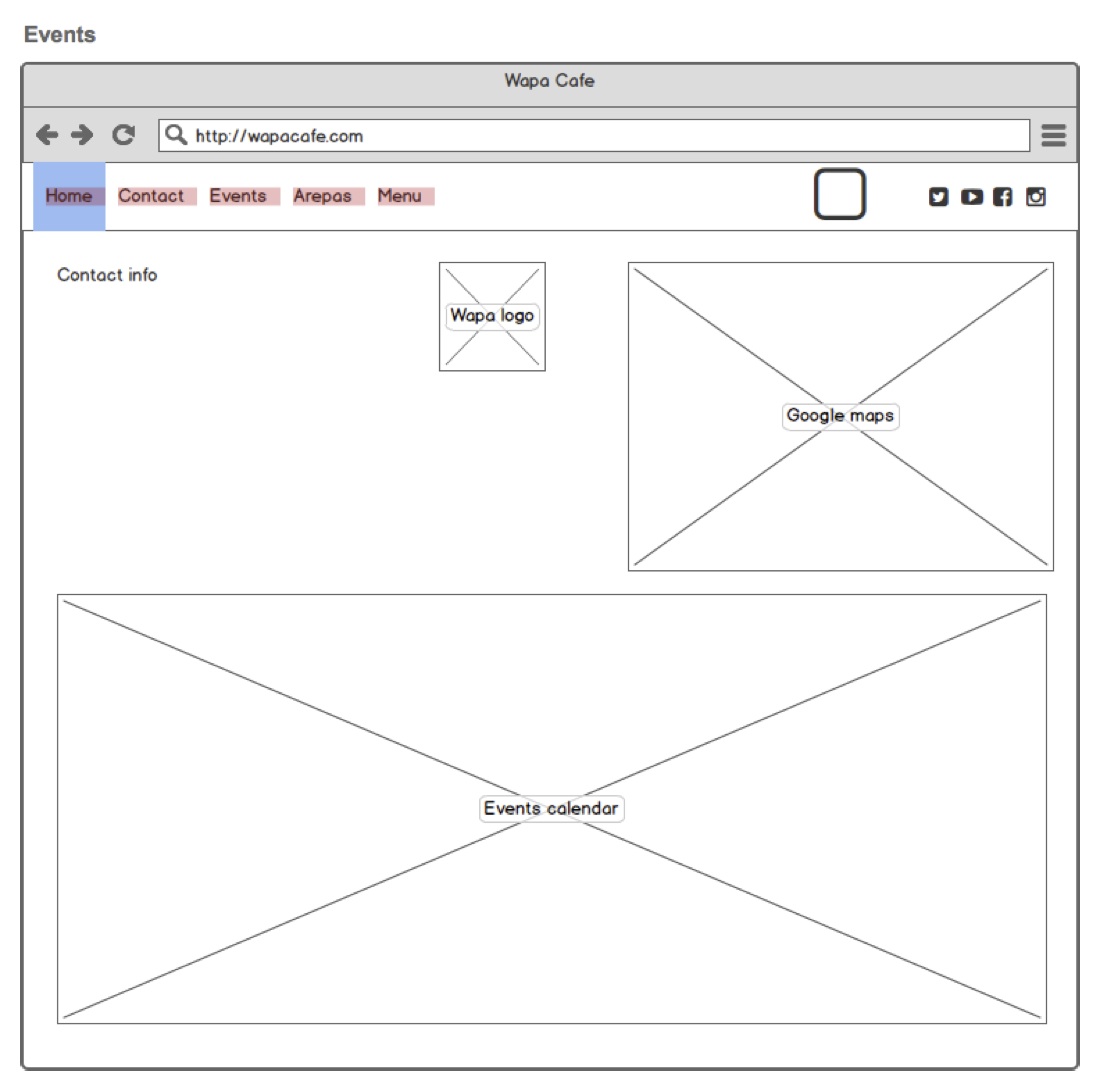 Events
Wapa Cafe
http://wapacafe.com
Home Contact Events Arepas Menu
Contact info
Wapa logo
Google maps
Events calendar